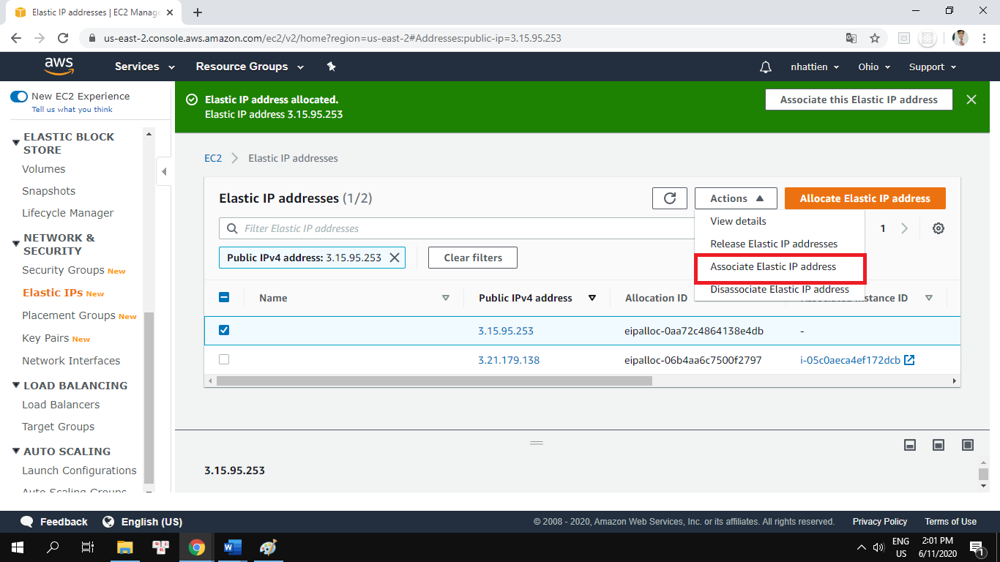 Elastic IP addresses | EC2 Manage
us-east-2.console.aws.amazon.com/ec2/v2/home?region=us-east-2#Addresses:public-ip=3.15.95.253
aws
Services
Resource Groups
nhattien
Ohio
Support
New EC2 Experience
Tell us what you think
ELASTIC BLOCK
STORE
Volumes
Snapshots
Lifecycle Manager
NETWORK &
SECURITY
Security Groups New
Elastic IPs New
Placement Groups New
Key Pairs New
Network Interfaces
LOAD BALANCING
Load Balancers
Target Groups
AUTO SCALING
Launch Configurations
Auto Scaling Groups
Elastic IP address allocated.
Elastic IP address 3.15.95.253
Associate this Elastic IP address
EC2
Elastic IP addresses
Elastic IP addresses (1/2)
Actions
Allocate Elastic IP address
Filter Elastic IP addresses
1
View details
Release Elastic IP addresses
Associate Elastic IP address
Disassociate Elastic IP address
Public IPv4 address: 3.15.95.253
Clear filters
Name
Public IPv4 address
Allocation ID
Associated Instance ID
3.15.95.253
eipalloc-0aa72c4864138e4db
-
3.21.179.138
eipalloc-06b4aa6c7500f2797
i-05c0aeca4ef172dcb
3.15.95.253
Feedback
English (US)
© 2008 - 2020, Amazon Web Services, Inc. or its affiliates. All rights reserved.
Privacy Policy
Terms of Use
ENG
US
2:01 PM
6/11/2020
1